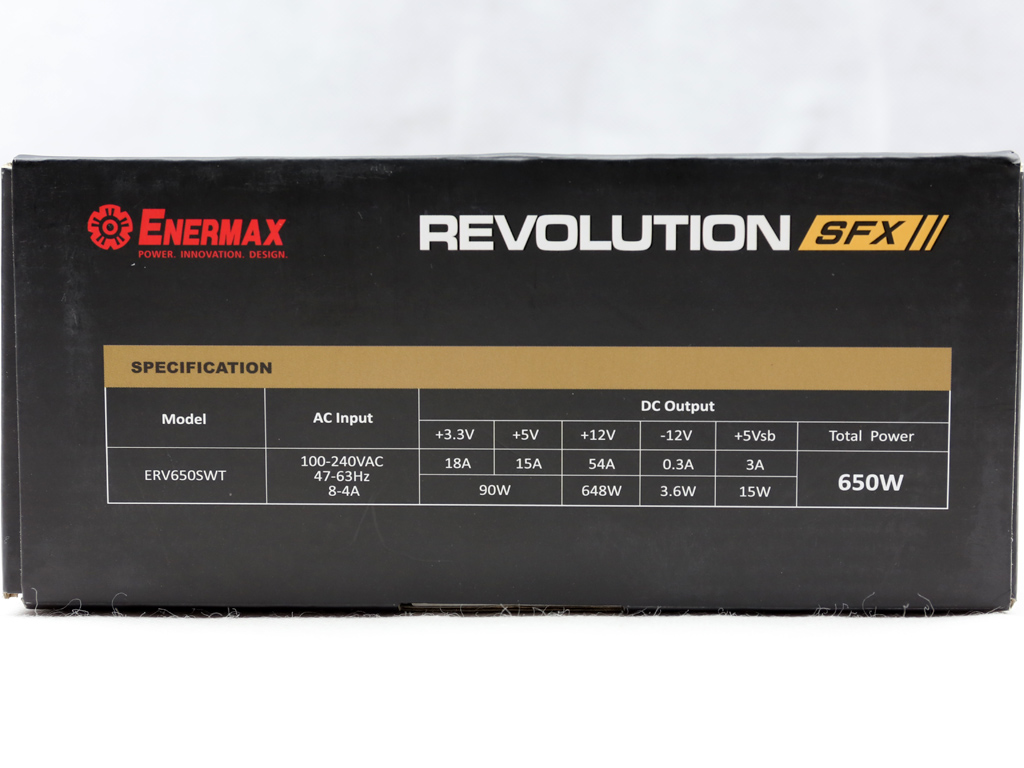 ENERMAX
POWER. INNOVATION. DESIGN.
REVOLUTION SFX
SPECIFICATION
Model AC Input DC Output
+3.3V +5V +12V -12V +5Vsb Total Power
ERV650SWT 100-240VAC 18A 15A 54A 0.3A 3A 650W
47-63Hz
8-4A 90W 648W 3.6W 15W